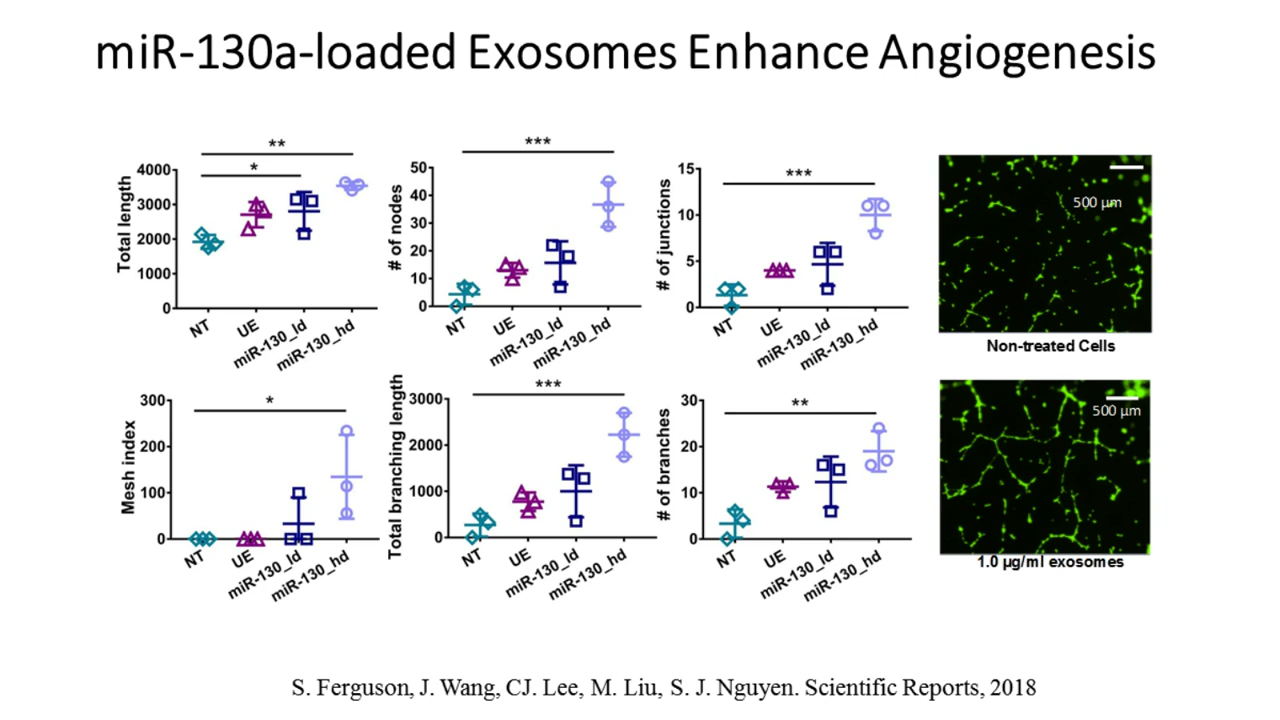 miR-130a-loaded Exosomes Enhance Angiogenesis
**
*
Total length
4000
3000
2000
1000
0
NT
UE
miR-130_ld
miR-130_hd
***
# of nodes
50
40
30
20
10
0
NT
UE
miR-130_ld
miR-130_hd
***
# of junctions
15
10
5
0
NT
UE
miR-130_ld
miR-130_hd
500 µm
Non-treated Cells
*
Mesh index
300
200
100
0
NT
UE
miR-130_ld
miR-130_hd
***
Total branching length
3000
2000
1000
0
NT
UE
miR-130_ld
miR-130_hd
**
# of branches
30
20
10
0
NT
UE
miR-130_ld
miR-130_hd
500 µm
1.0 µg/ml exosomes
S. Ferguson, J. Wang, CJ. Lee, M. Liu, S. J. Nguyen. Scientific Reports, 2018